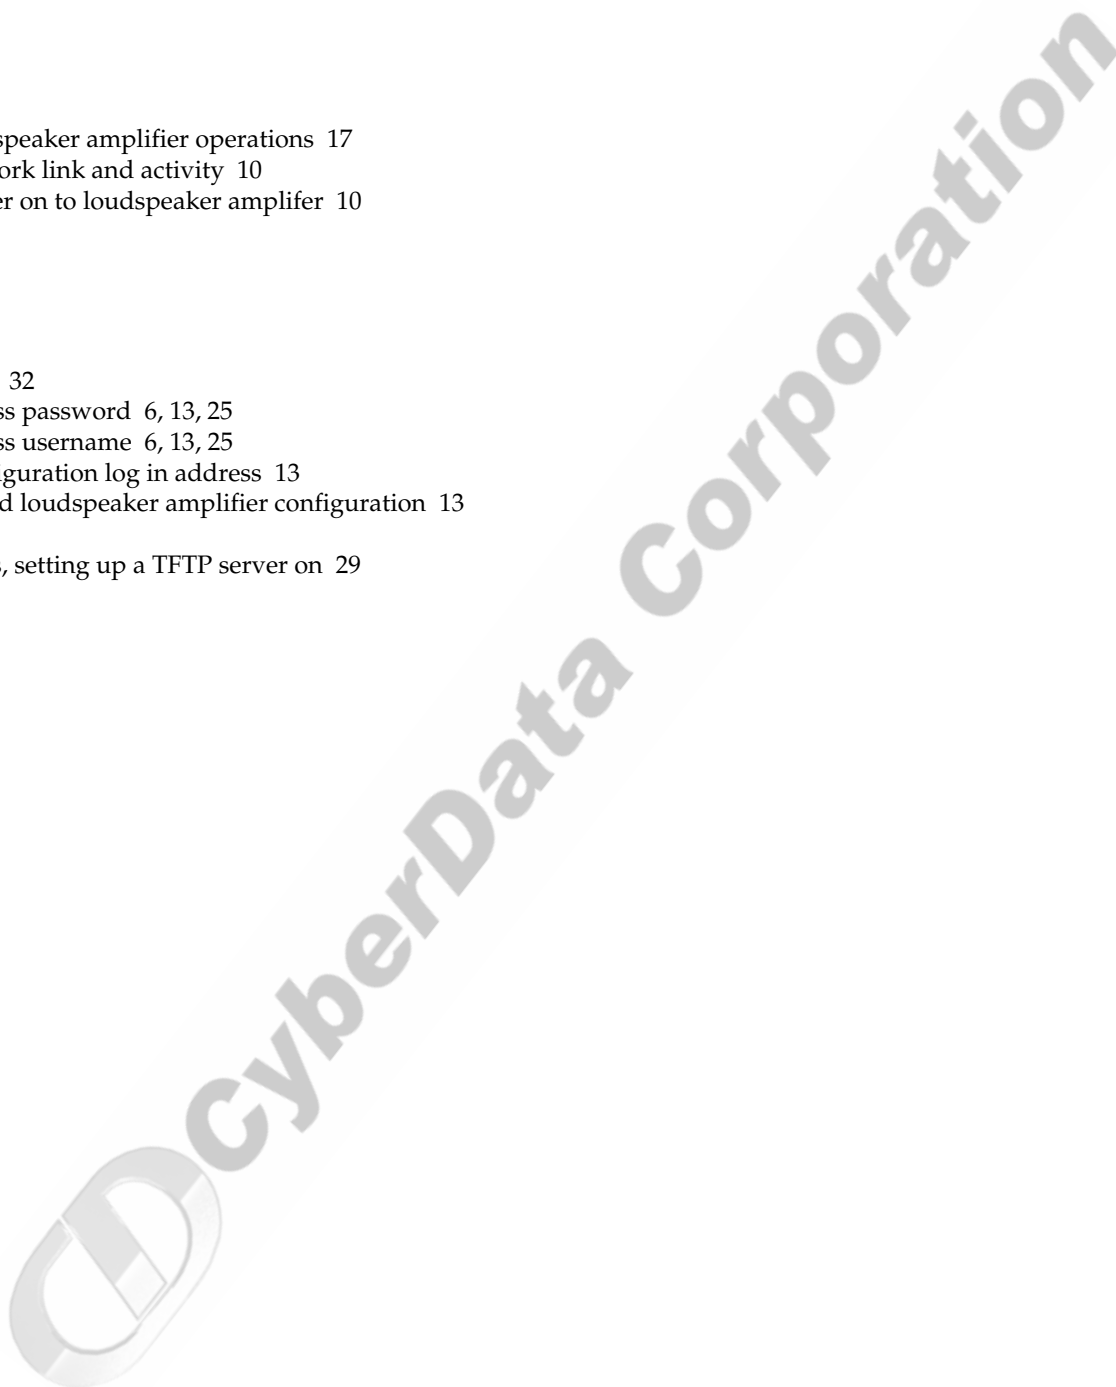 speaker amplifier operations 17
ork link and activity 10
er on to loudspeaker amplifer 10
32
ss password 6, 13, 25
ss username 6, 13, 25
iguration log in address 13
d loudspeaker amplifier configuration 13
, setting up a TFTP server on 29
CyberData Corporation